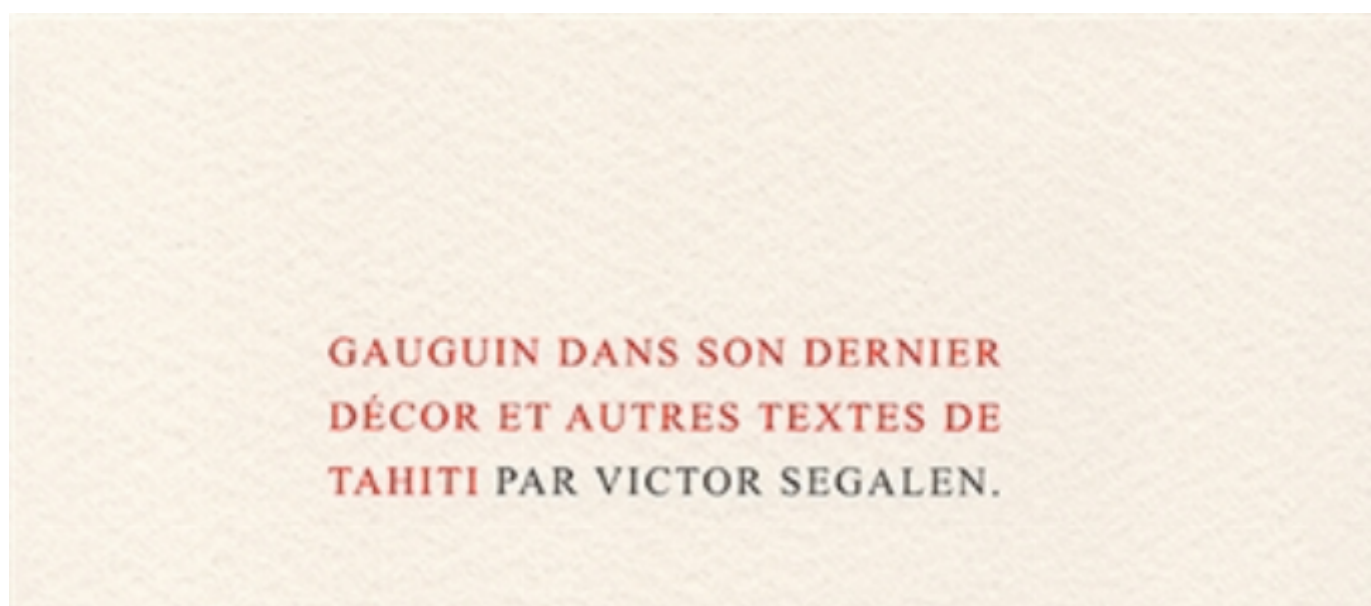 GAUGUIN DANS SON DERNIER
DÉCOR ET AUTRES TEXTES DE
TAHITI PAR VICTOR SEGALEN.